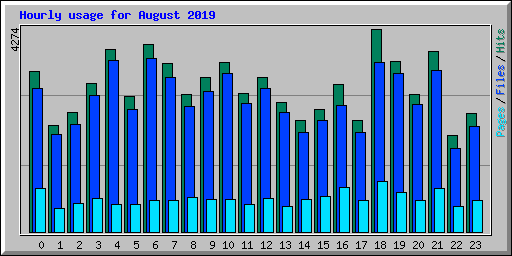 Hourly usage for August 2019
4274
Pages/Files/Hits
0 1 2 3 4 5 6 7 8 9 10 11 12 13 14 15 16 17 18 19 20 21 22 23